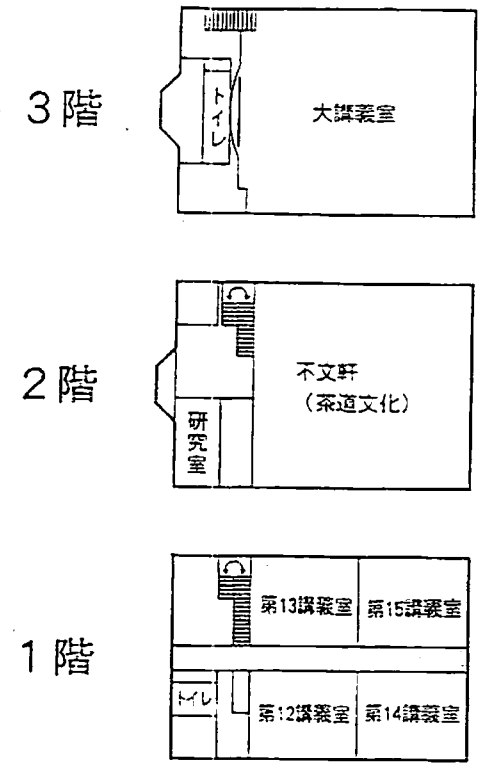 3階
トイレ
大講義室
2階
不文軒
(茶道文化)
研究室
1階
第13講義室
第15講義室
トイレ
第12講義室
第14講義室